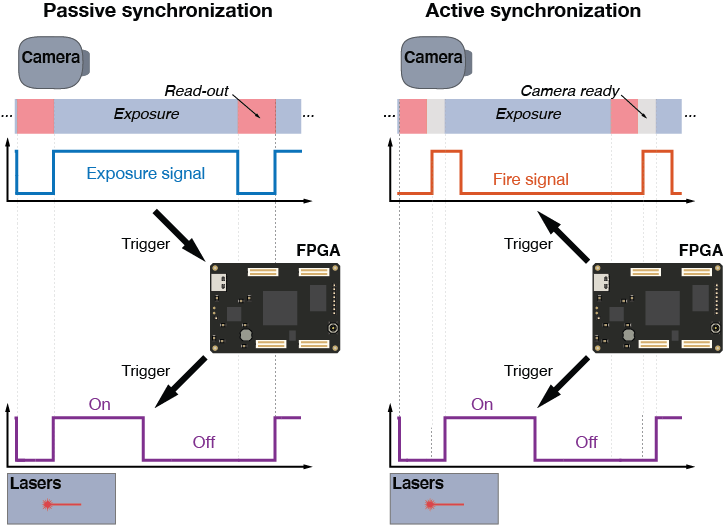 Passive synchronization
Camera
Read-out
... Exposure ...
Exposure signal
Trigger
FPGA
Trigger
On
Off
Lasers
Active synchronization
Camera
Camera ready
... Exposure ...
Fire signal
Trigger
FPGA
Trigger
On
Off
Lasers